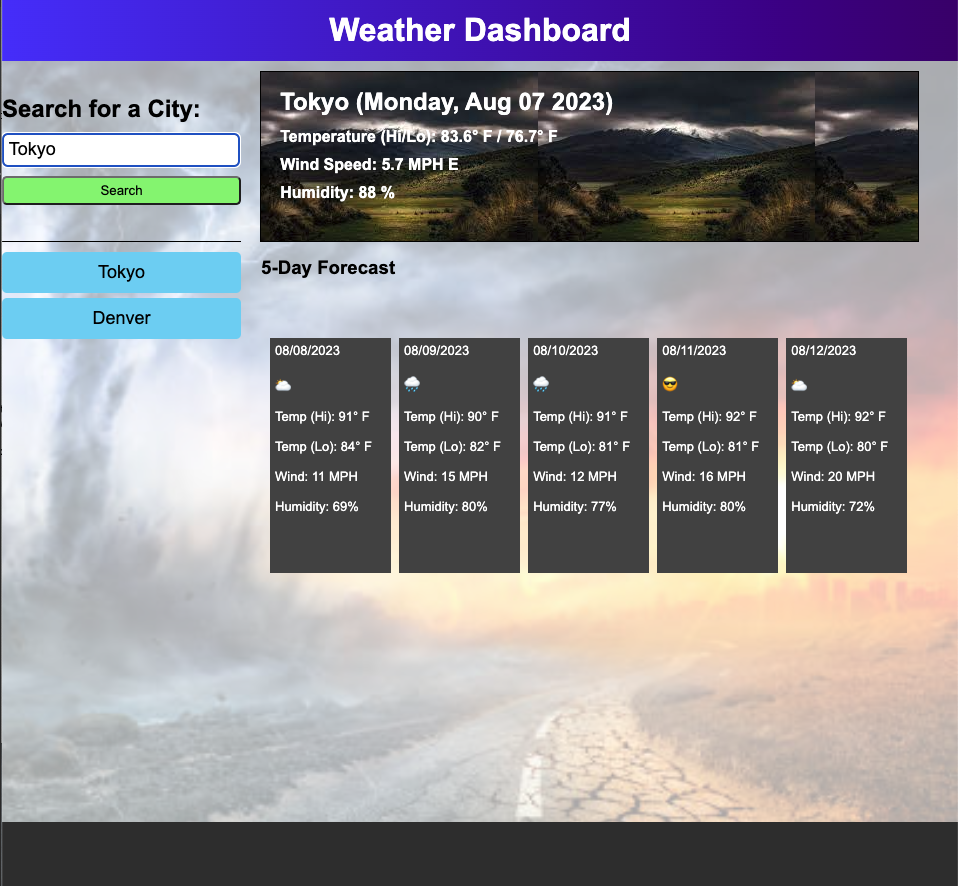 Weather Dashboard
Search for a City:
Tokyo
Search
Tokyo
Denver
Tokyo (Monday, Aug 07 2023)
Temperature (Hi/Lo): 83.6° F / 76.7° F
Wind Speed: 5.7 MPH E
Humidity: 88 %
5-Day Forecast
08/08/2023
Temp (Hi): 91° F
Temp (Lo): 84° F
Wind: 11 MPH
Humidity: 69%
08/09/2023
Temp (Hi): 90° F
Temp (Lo): 82° F
Wind: 15 MPH
Humidity: 80%
08/10/2023
Temp (Hi): 91° F
Temp (Lo): 81° F
Wind: 12 MPH
Humidity: 77%
08/11/2023
Temp (Hi): 92° F
Temp (Lo): 81° F
Wind: 16 MPH
Humidity: 80%
08/12/2023
Temp (Hi): 92° F
Temp (Lo): 80° F
Wind: 20 MPH
Humidity: 72%